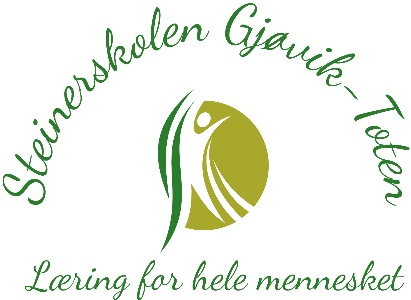 Steinerskolen Gjøvik-Toten
Læring for hele mennesket